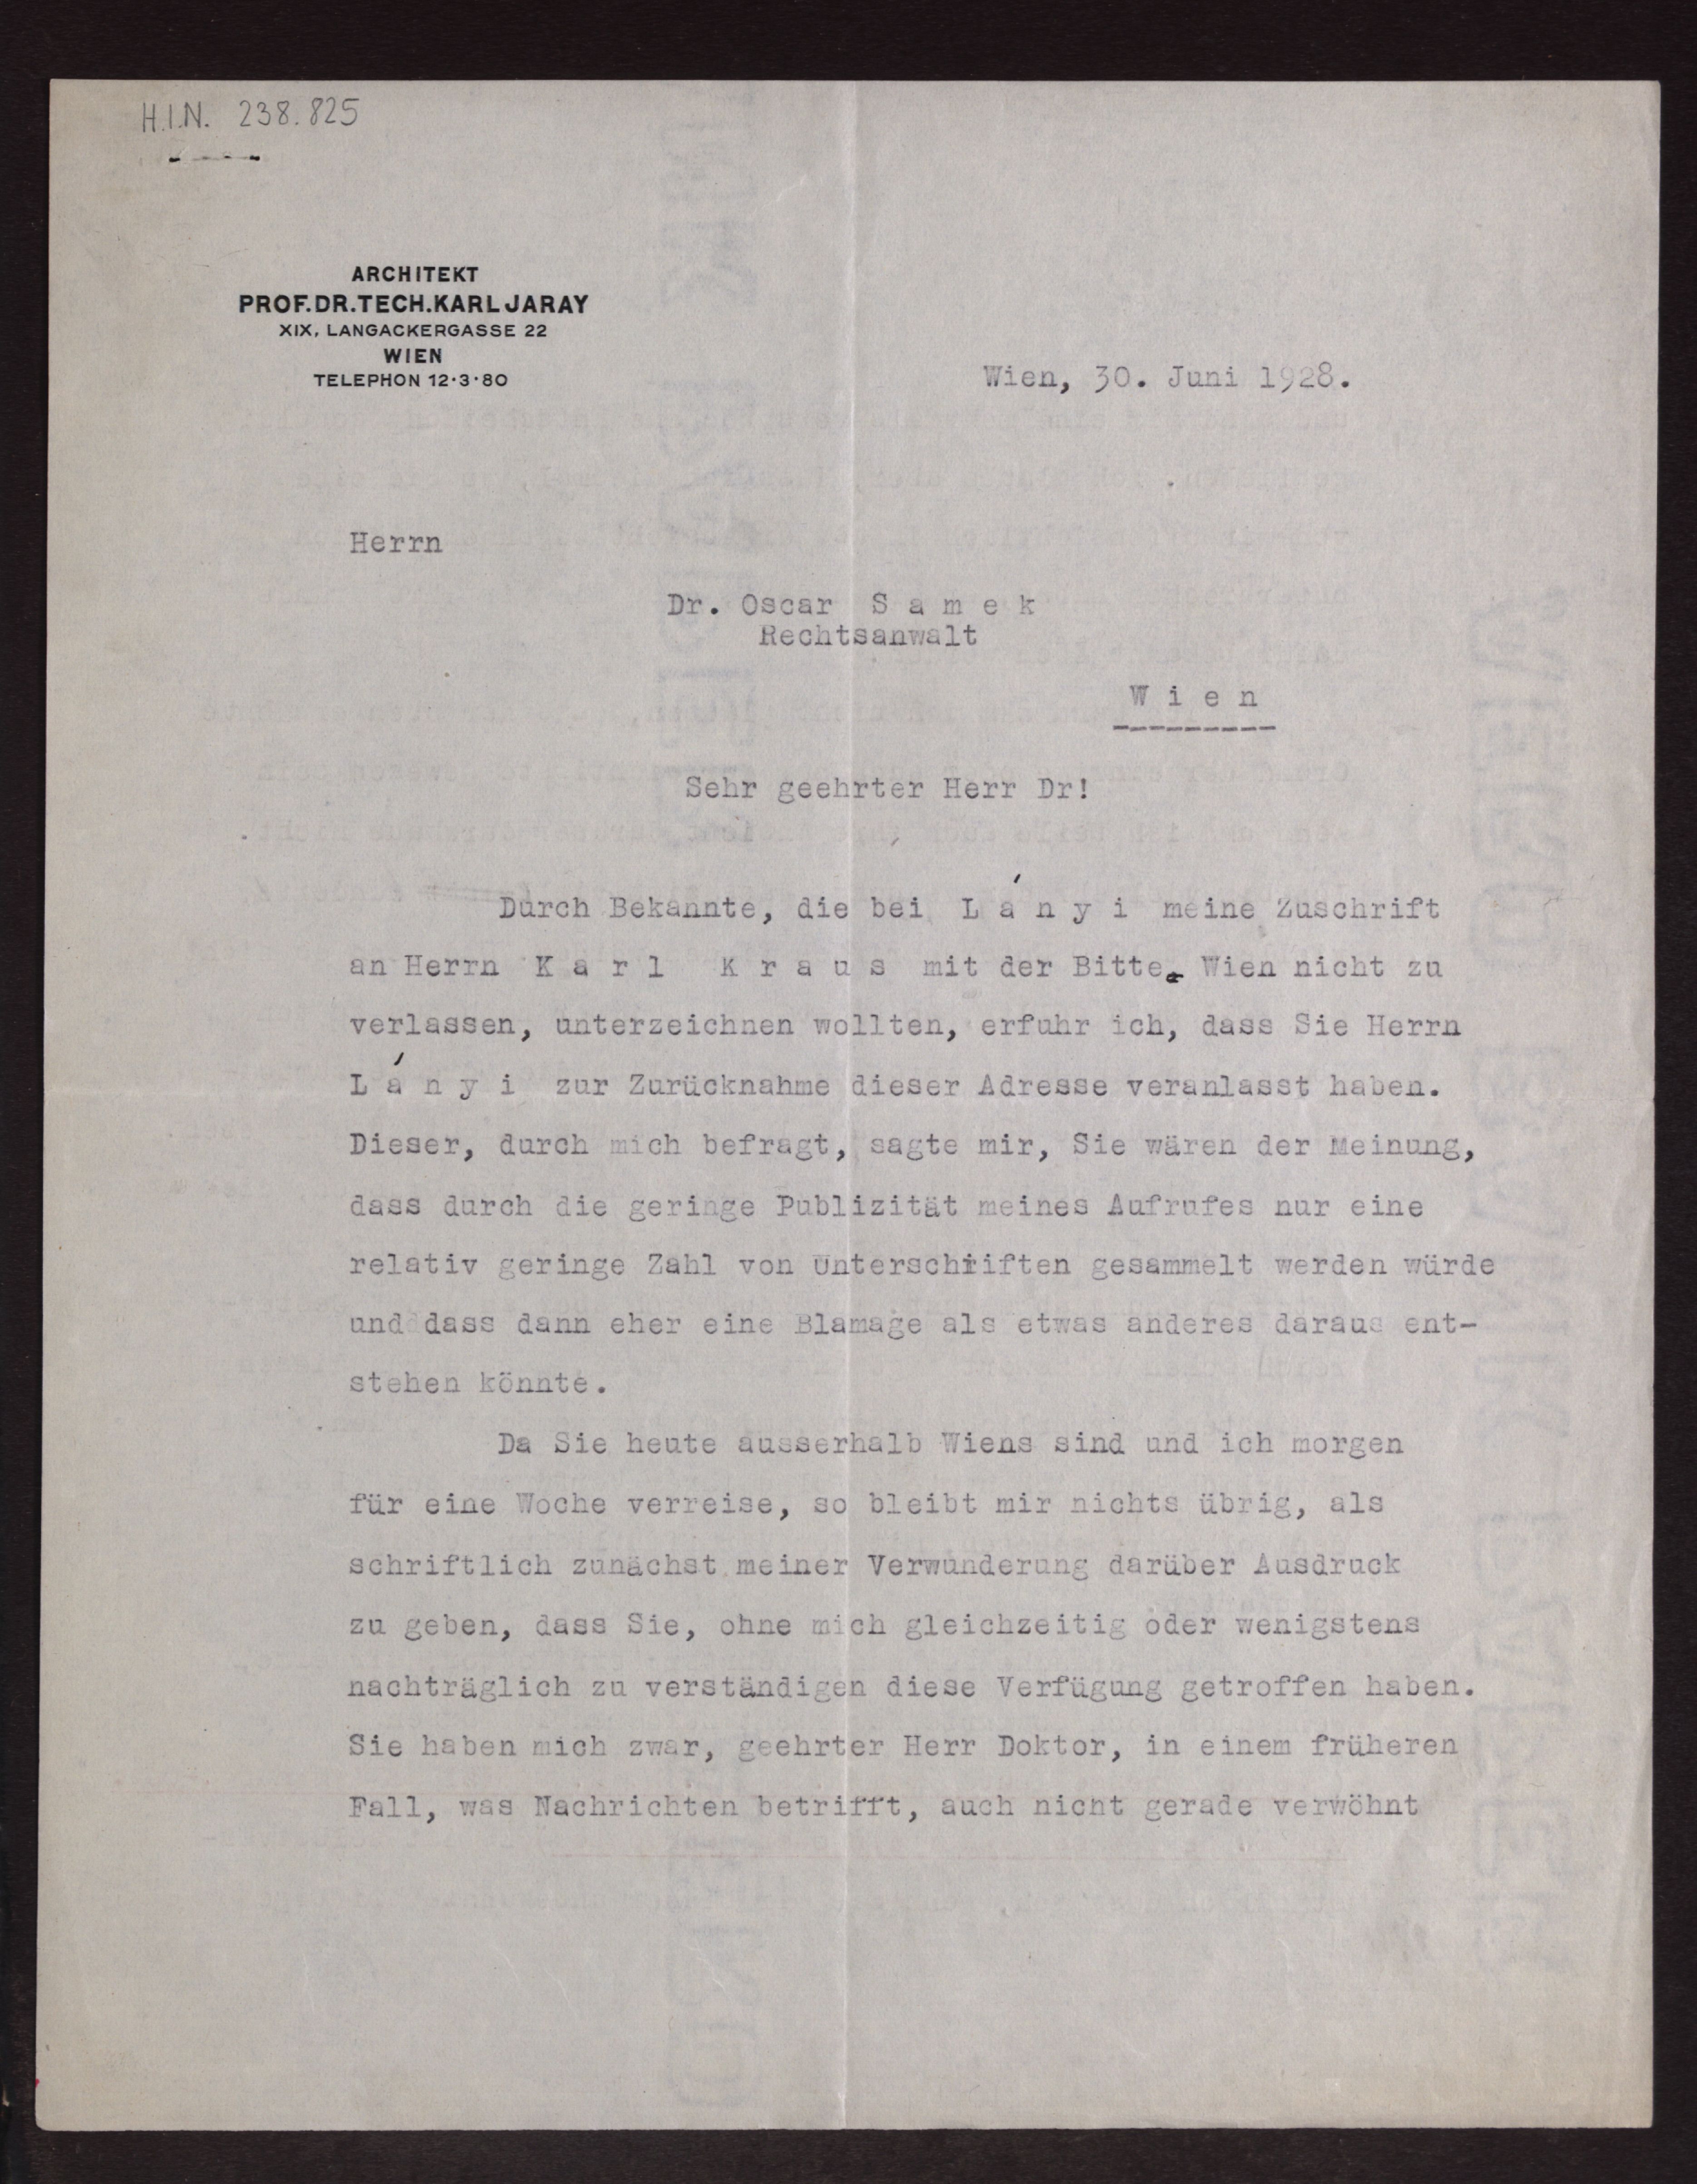 H.I.N. 238.825
ARCHITEKT
PROF. DR. TECH. KARL JARAY
XIX, LANGACKERGASSE 22
WIEN
TELEPHON 12·3·80
Wien, 30. Juni 1928.
Herrn
Dr. Oscar S a m e k
Rechtsanwalt
W i e n
Sehr geehrter Herr Dr!
Durch Bekannte, die bei L á n y i meine Zuschrift
an Herrn K a r l K r a u s mit der Bitte, Wien nicht zu
verlassen, unterzeichnen wollten, erfuhr ich, dass Sie Herrn
L á n y i zur Zurücknahme dieser Adresse veranlasst haben.
Dieser, durch mich befragt, sagte mir, Sie wären der Meinung,
dass durch die geringe Publizität meines Aufrufes nur eine
relativ geringe Zahl von Unterschriiften gesammelt werden würde
und dass dann eher eine Blamage als etwas anderes daraus ent-
stehen könnte.
Da Sie heute ausserhalb Wiens sind und ich morgen
für eine Woche verreise, so bleibt mir nichts übrig, als
schriftlich zunächst meiner Verwunderung darüber Ausdruck
zu geben, dass Sie, ohne mich gleichzeitig oder wenigstens
nachträglich zu verständigen diese Verfügung getroffen haben.
Sie haben mich zwar, geehrter Herr Doktor, in einem früheren
Fall, was Nachrichten betrifft, auch nicht gerade verwöhnt